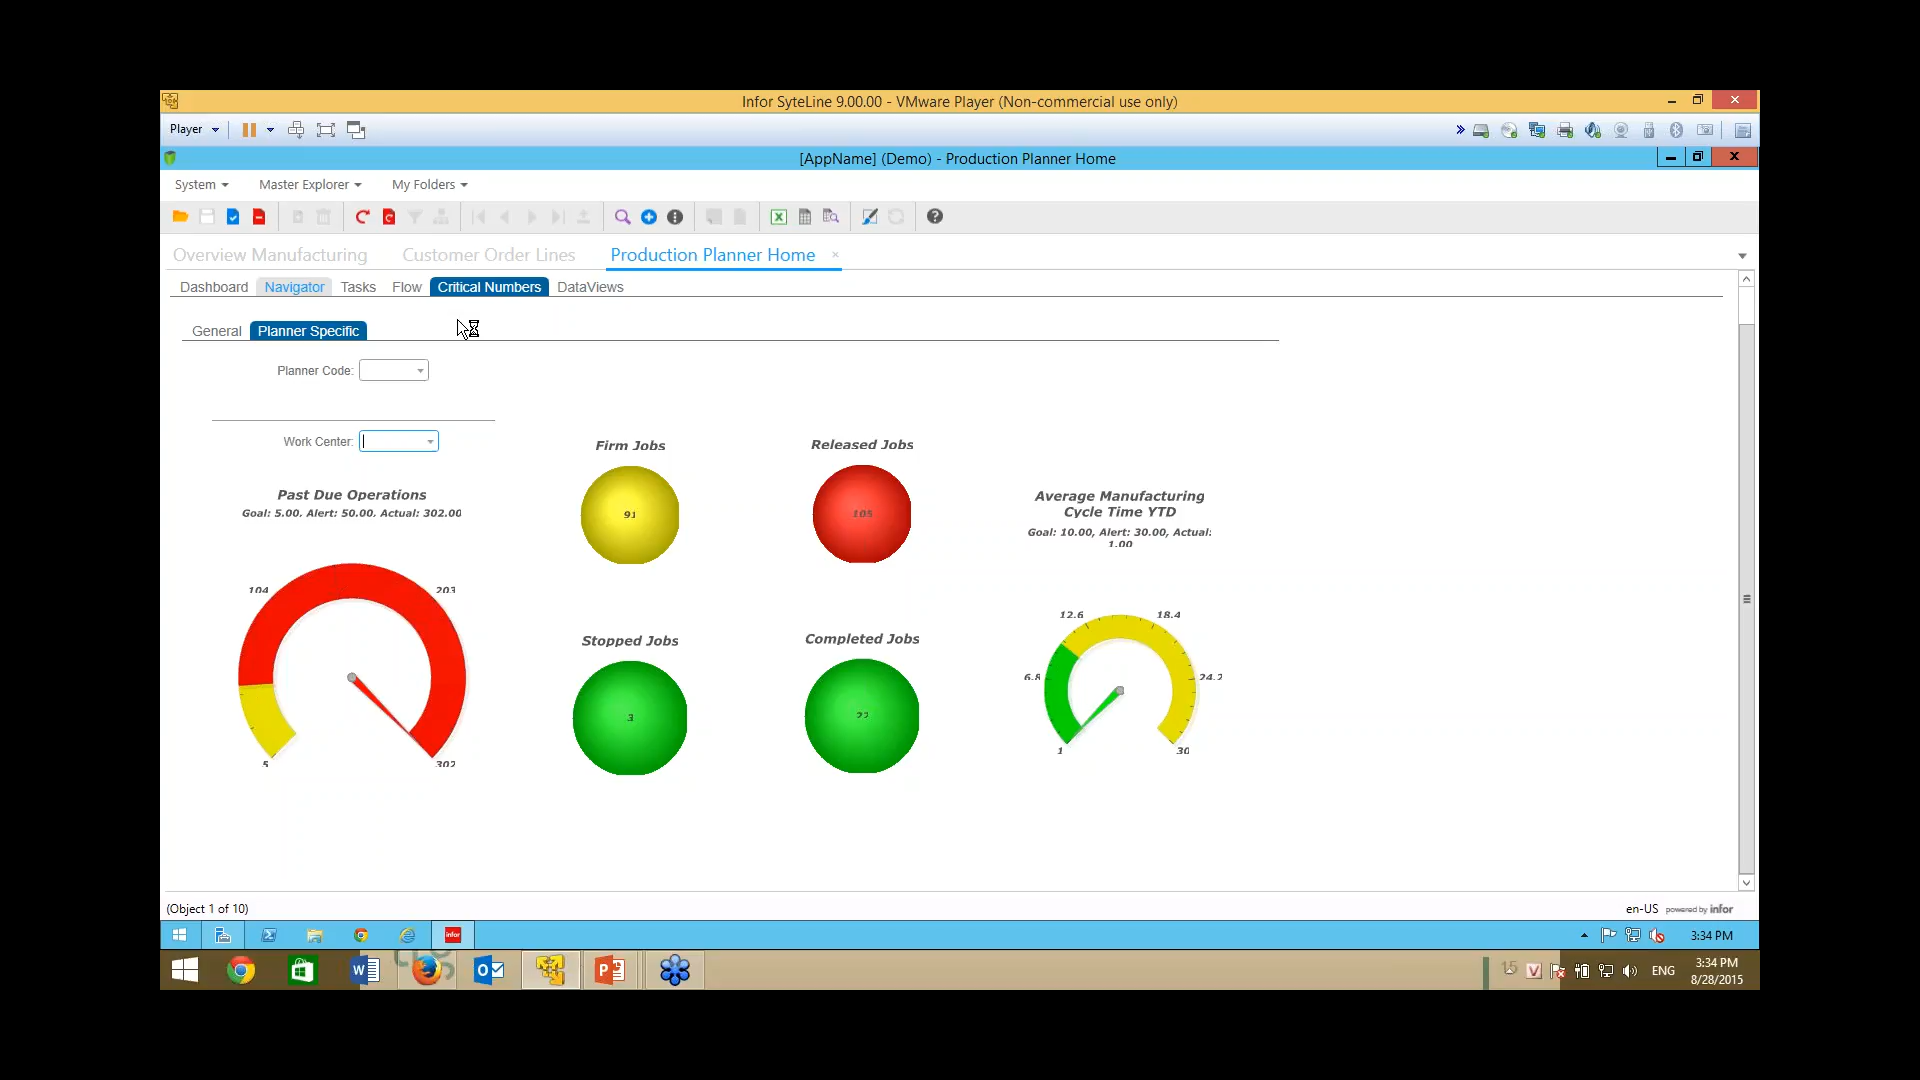 Infor SyteLine 9.00.00 - VMware Player (Non-commercial use only)
Player
[AppName] (Demo) - Production Planner Home
System Master Explorer My Folders
Overview Manufacturing Customer Order Lines Production Planner Home ×
Dashboard Navigator Tasks Flow Critical Numbers DataViews
General Planner Specific
Planner Code:
Work Center:
Firm Jobs
91
Released Jobs
105
Past Due Operations
Goal: 5.00, Alert: 50.00, Actual: 302.00
104
203
5
302
Average Manufacturing
Cycle Time YTD
Goal: 10.00, Alert: 30.00, Actual:
1.00
12.6
18.4
6.8
24.2
1
30
Stopped Jobs
3
Completed Jobs
22
(Object 1 of 10)
en-US powered by infor
infor
3:34 PM
15
ENG
3:34 PM
8/28/2015